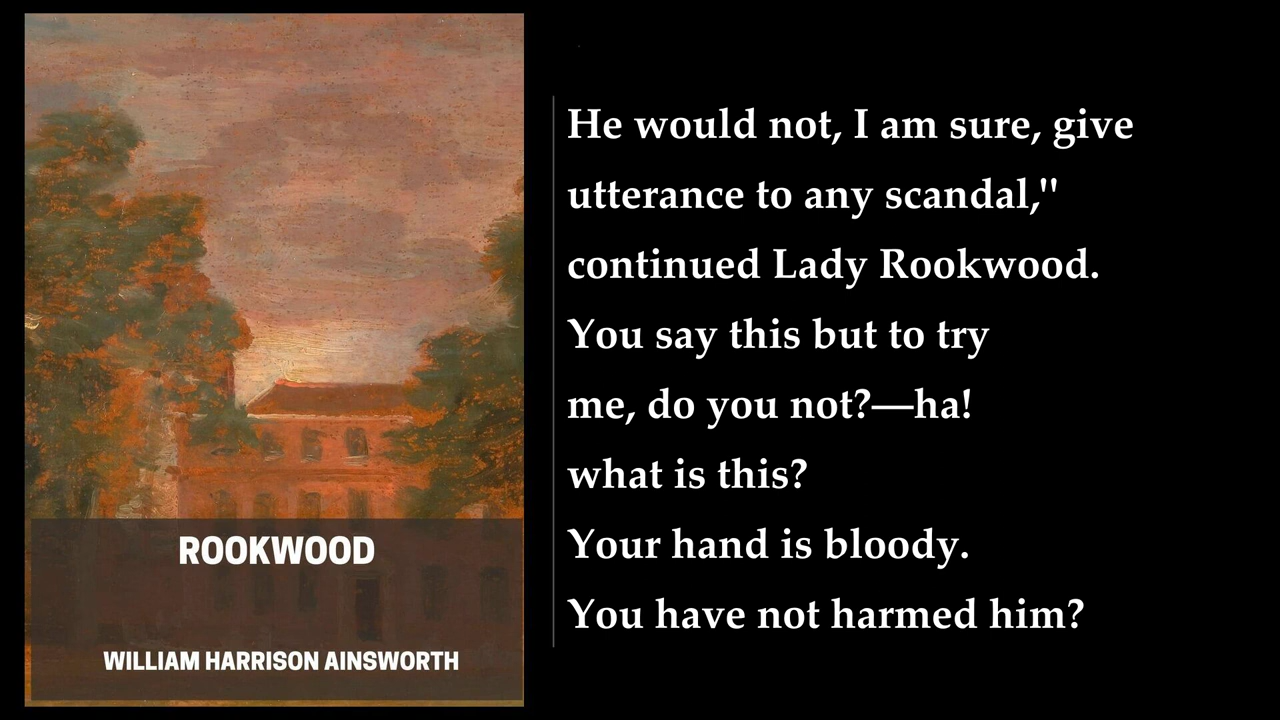 ROOKWOOD
WILLIAM HARRISON AINSWORTH
He would not, I am sure, give
utterance to any scandal,"
continued Lady Rookwood.
You say this but to try
me, do you not?—ha!
what is this?
Your hand is bloody.
You have not harmed him?